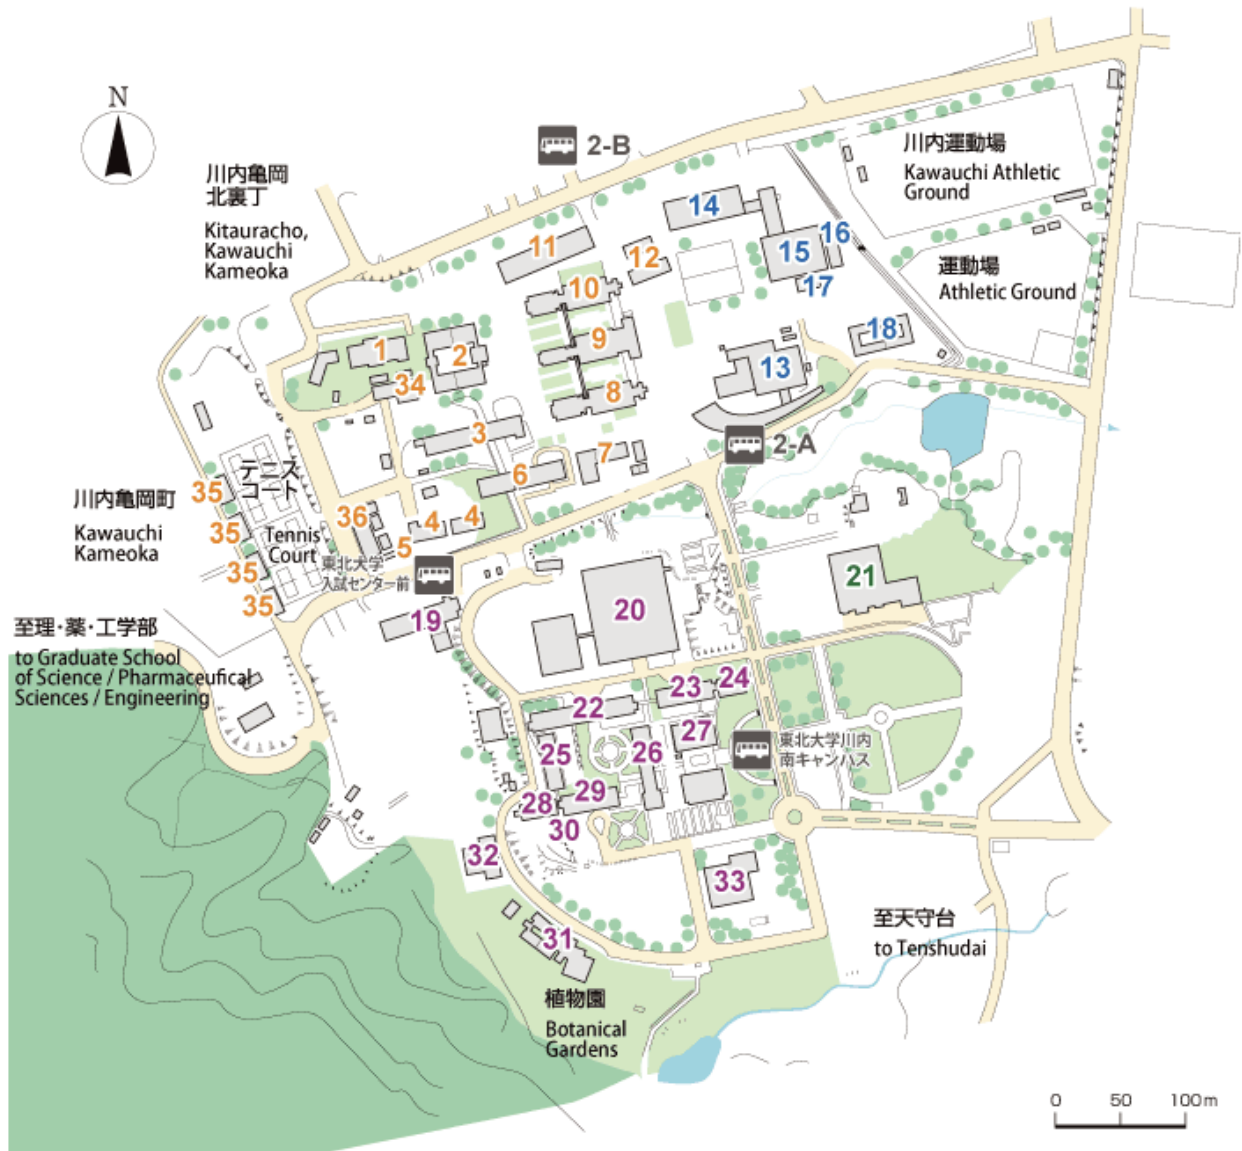 N
2-B
川内亀岡
北裏丁
Kitauracho,
Kawauchi
Kameoka
川内運動場
Kawauchi Athletic
Ground
運動場
Athletic Ground
14
16
15
17
18
11
12
10
9
8
13
1
2
34
3
7
6
2-A
テニス
コート
Tennis
Court
35
35
35
35
36
4
4
5
川内亀岡町
Kawauchi
Kameoka
東北大学
入試センター前
19
20
21
至理・薬・工学部
to Graduate School
of Science / Pharmaceufical
Sciences / Engineering
22
23
24
25
26
27
東北大学川内
南キャンパス
28
29
30
32
33
31
植物園
Botanical
Gardens
至天守台
to Tenshudai
0 50 100m